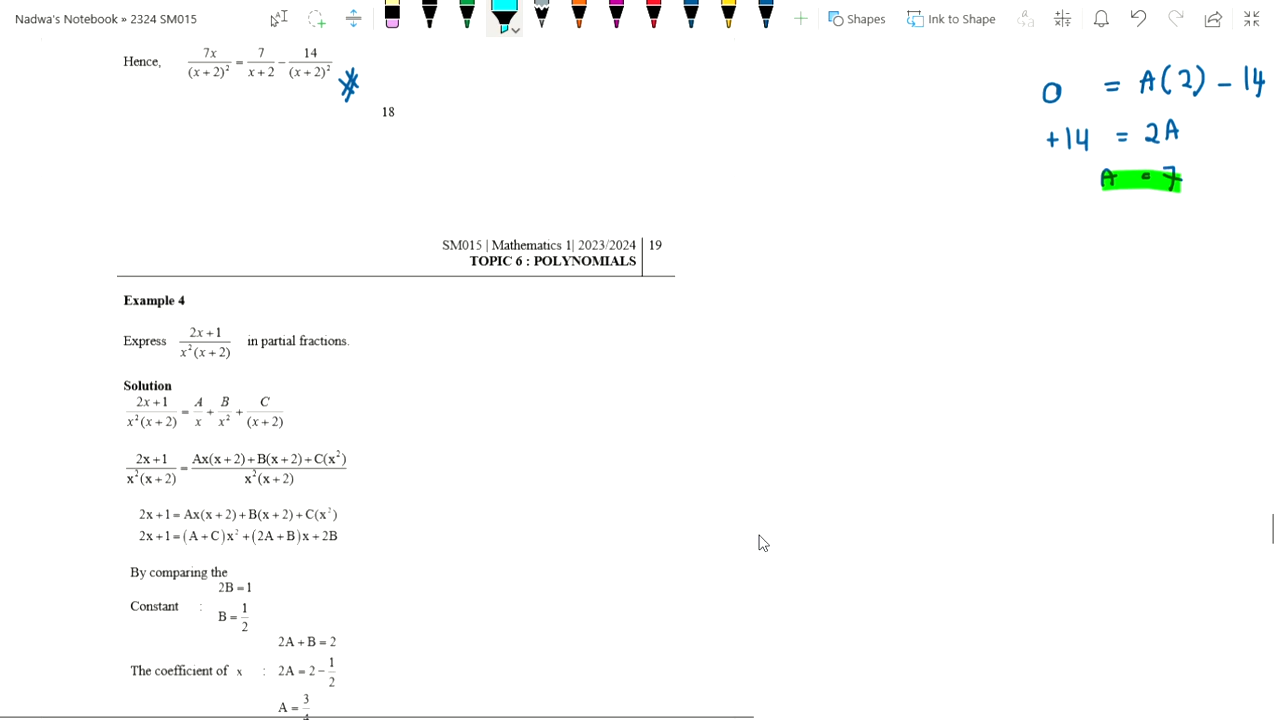 Nadwa's Notebook » 2324 SM015
Shapes
Ink to Shape
Hence, 7x/(x + 2)² = 7/(x + 2) − 14/(x + 2)²
18
0 = A(2) − 14
+14 = 2A
A = 7
SM015 | Mathematics 1| 2023/2024 | 19
TOPIC 6 : POLYNOMIALS
Example 4
Express (2x + 1)/(x²(x + 2)) in partial fractions.
Solution
(2x + 1)/(x²(x + 2)) = A/x + B/x² + C/(x + 2)
(2x + 1)/(x²(x + 2)) = (Ax(x + 2) + B(x + 2) + C(x²))/(x²(x + 2))
2x + 1 = Ax(x + 2) + B(x + 2) + C(x²)
2x + 1 = (A + C)x² + (2A + B)x + 2B
By comparing the
2B = 1
Constant :
B = 1/2
2A + B = 2
The coefficient of x : 2A = 2 − 1/2
A = 3/4